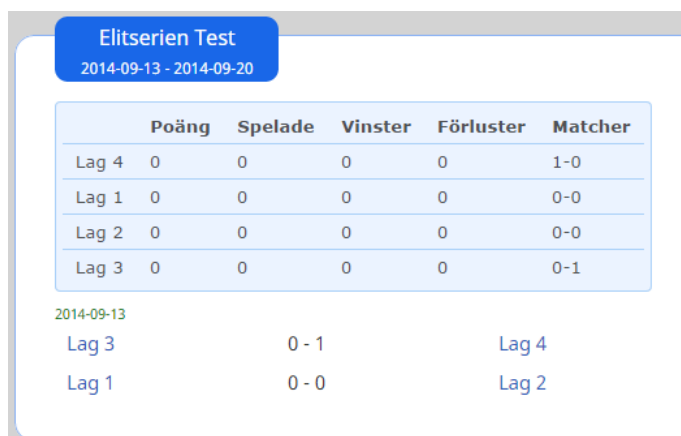 Elitserien Test
2014-09-13 - 2014-09-20
Poäng Spelade Vinster Förluster Matcher
Lag 4 0 0 0 0 1-0
Lag 1 0 0 0 0 0-0
Lag 2 0 0 0 0 0-0
Lag 3 0 0 0 0 0-1
2014-09-13
Lag 3 0 - 1 Lag 4
Lag 1 0 - 0 Lag 2